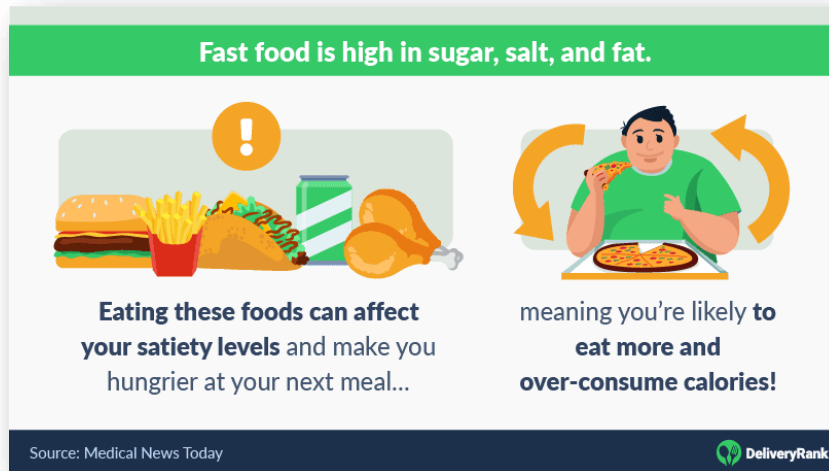 Fast food is high in sugar, salt, and fat.
!
Eating these foods can affect
your satiety levels and make you
hungrier at your next meal...
meaning you’re likely to
eat more and
over-consume calories!
Source: Medical News Today
DeliveryRank